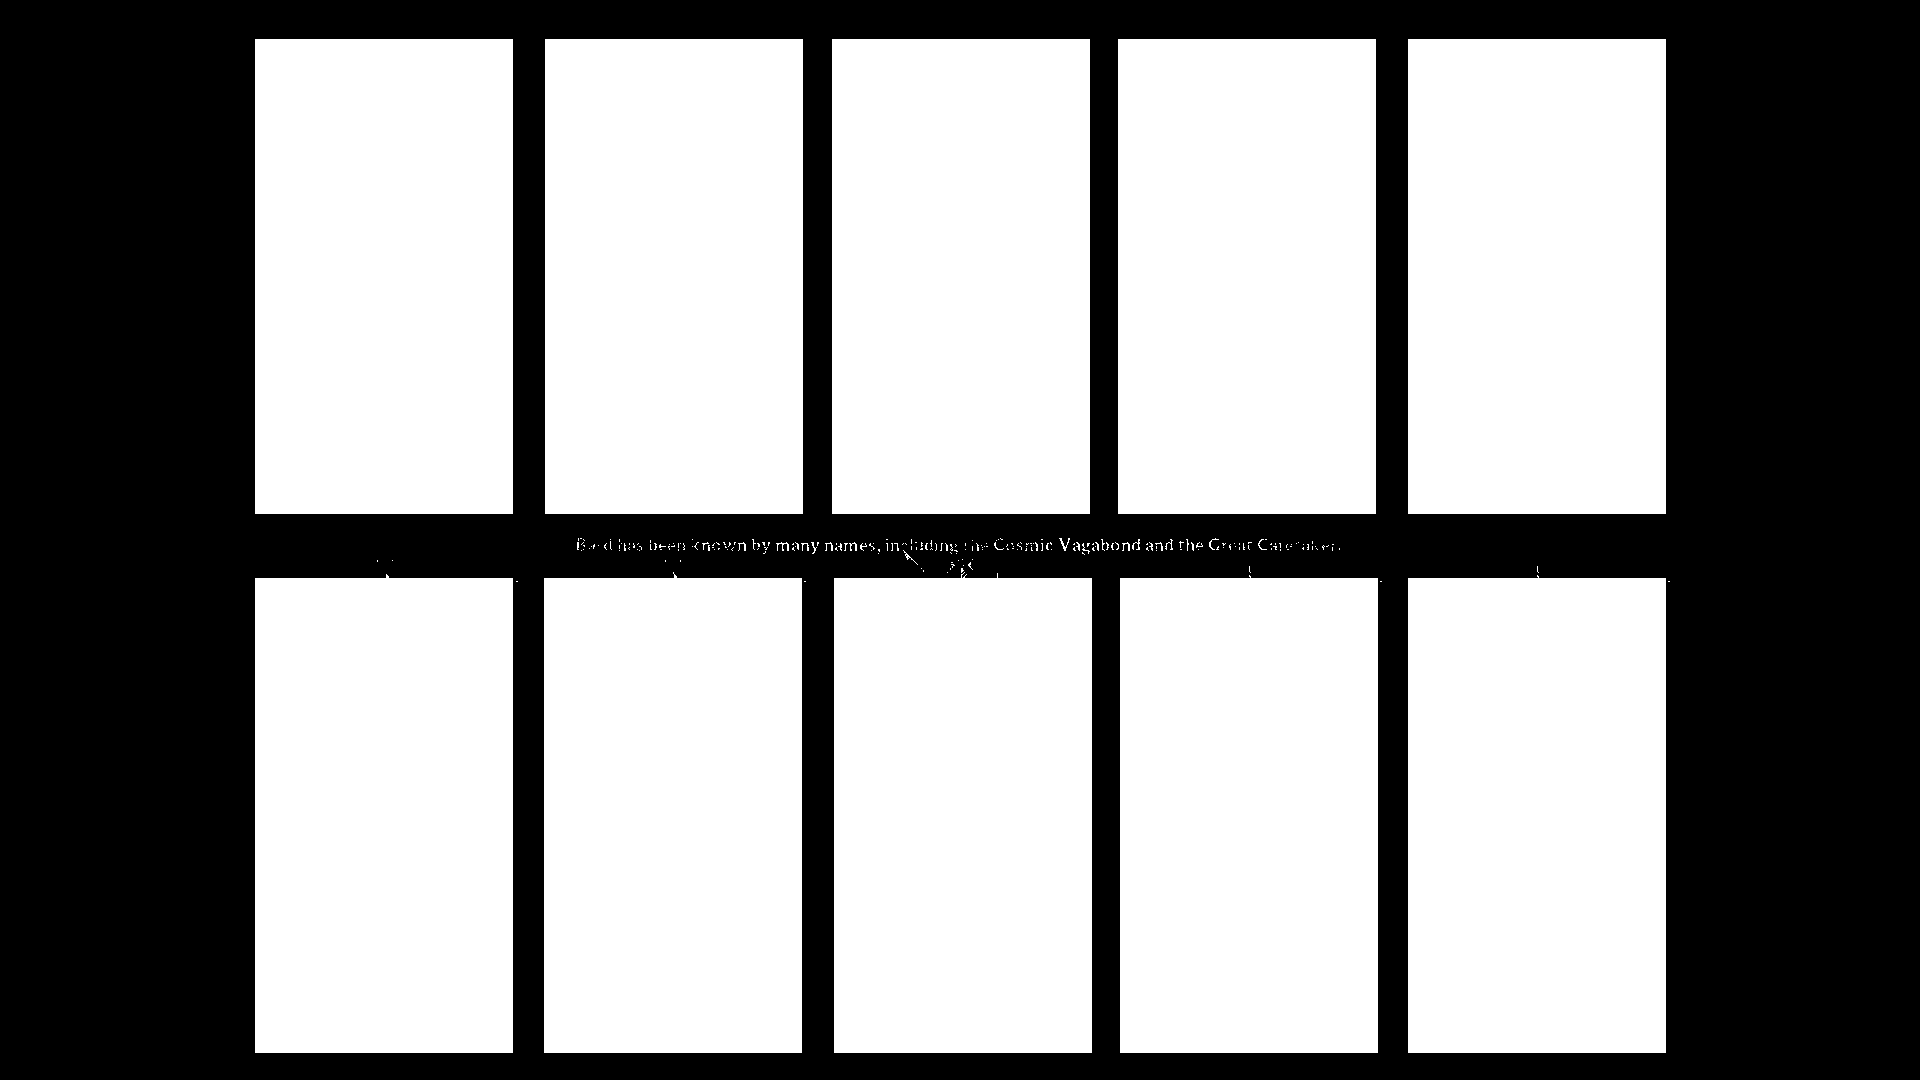 Bard has been known by many names, including the Cosmic Vagabond and the Great Caretaker.